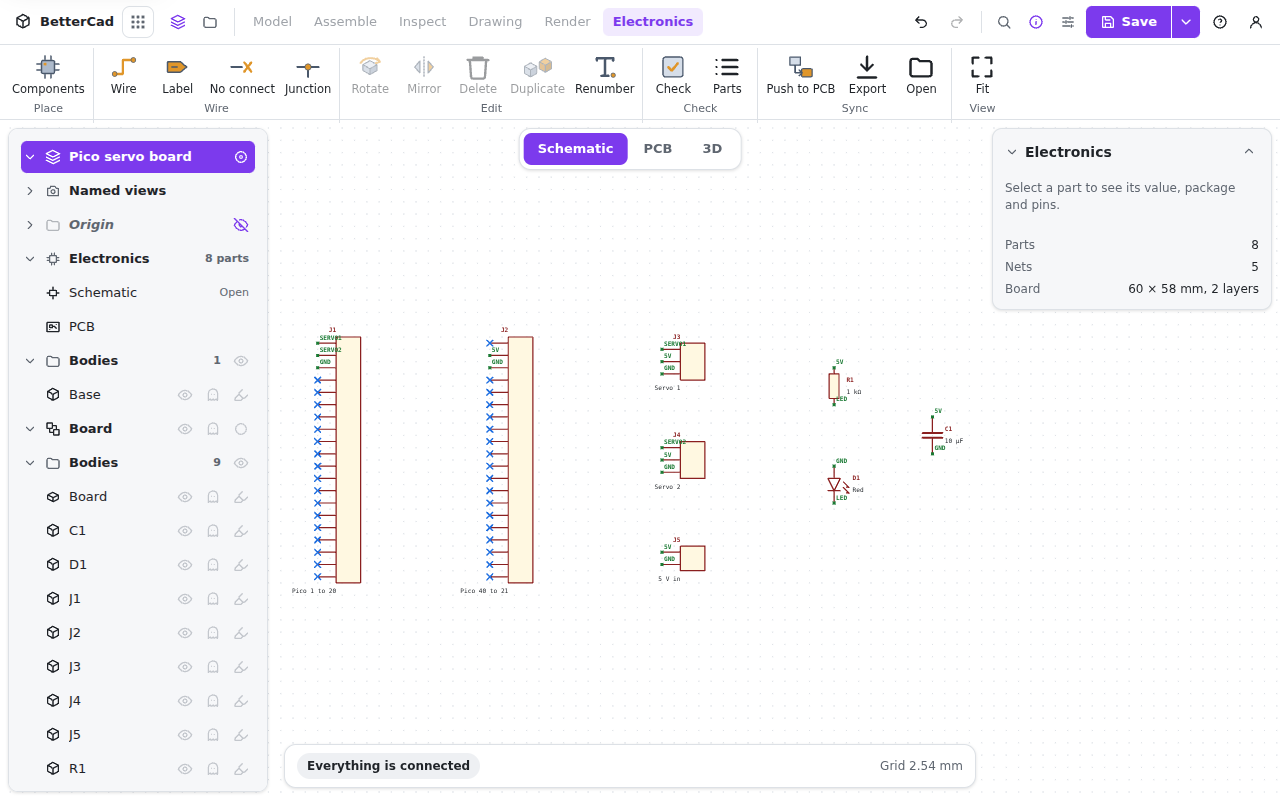 BetterCad
Model
Assemble
Inspect
Drawing
Render
Electronics
Save
Components
Wire
Label
No connect
Junction
Rotate
Mirror
Delete
Duplicate
Renumber
Check
Parts
Push to PCB
Export
Open
Fit
Place
Wire
Edit
Check
Sync
View
Pico servo board
Named views
Origin
Electronics 8 parts
Schematic Open
PCB
Bodies 1
Base
Board
Bodies 9
Board
C1
D1
J1
J2
J3
J4
J5
R1
Schematic
PCB
3D
J1
SERVO1
SERVO2
GND
Pico 1 to 20
J2
5V
GND
Pico 40 to 21
J3
SERVO1
5V
GND
Servo 1
J4
SERVO2
5V
GND
Servo 2
J5
5V
GND
5 V in
5V
R1
1 kΩ
LED
GND
D1
Red
LED
5V
C1
10 µF
GND
Electronics
Select a part to see its value, package
and pins.
Parts 8
Nets 5
Board 60 × 58 mm, 2 layers
Everything is connected
Grid 2.54 mm